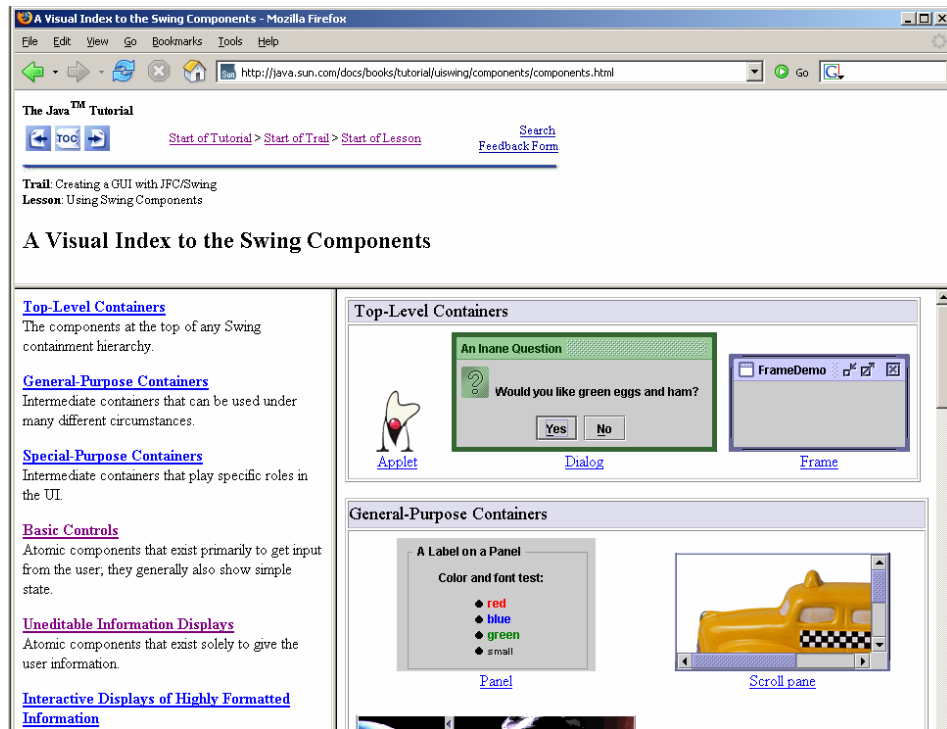 A Visual Index to the Swing Components - Mozilla Firefox
File Edit View Go Bookmarks Tools Help
Sun http://java.sun.com/docs/books/tutorial/uiswing/components/components.html Go G
The Java™ Tutorial
TOC Start of Tutorial > Start of Trail > Start of Lesson Search
Feedback Form
Trail: Creating a GUI with JFC/Swing
Lesson: Using Swing Components
A Visual Index to the Swing Components
Top-Level Containers
The components at the top of any Swing
containment hierarchy.
General-Purpose Containers
Intermediate containers that can be used under
many different circumstances.
Special-Purpose Containers
Intermediate containers that play specific roles in
the UI.
Basic Controls
Atomic components that exist primarily to get input
from the user; they generally also show simple
state.
Uneditable Information Displays
Atomic components that exist solely to give the
user information.
Interactive Displays of Highly Formatted
Information
Top-Level Containers
An Inane Question
Would you like green eggs and ham?
Yes No
FrameDemo
Applet Dialog Frame
General-Purpose Containers
A Label on a Panel
Color and font test:
red
blue
green
small
Panel Scroll pane